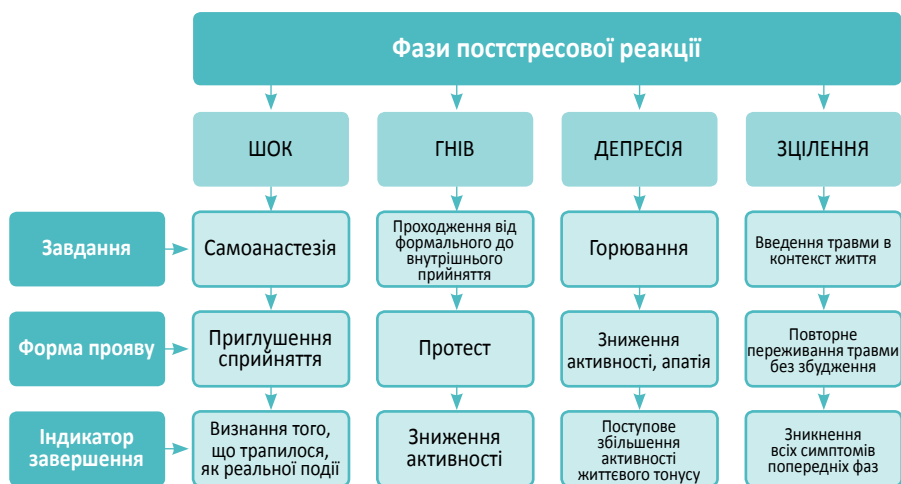 Фази постстресової реакції
ШОК
ГНІВ
ДЕПРЕСІЯ
ЗЦІЛЕННЯ
Завдання
Самоанастезія
Проходження від
формального до
внутрішнього
прийняття
Горювання
Введення травми в
контекст життя
Форма прояву
Приглушення
сприйняття
Протест
Зниження
активності, апатія
Повторне
переживання травми
без збудження
Індикатор
завершення
Визнання того,
що трапилося,
як реальної події
Зниження
активності
Поступове
збільшення
активності
життєвого тонусу
Зникнення
всіх симптомів
попередніх фаз